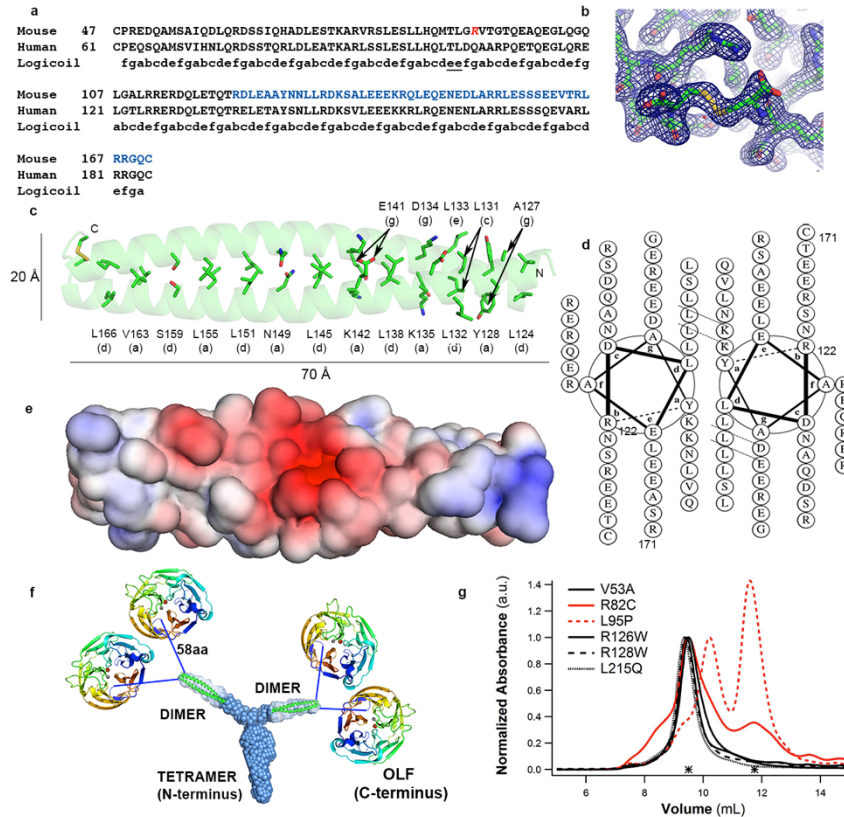 a
b
Mouse 47 CPREDQAMSAIQDLQRDSSIQHADLESTKARVRSLESLLHQMTLGRVTGTQEAQEGLQGQ
Human 61 CPEQSQAMSVIHNLQRDSSTQRLDLEATKARLSSLESLLHQLTLDQAARPQETQEGLQRE
Logicoil fgabcdefgabcdefgabcdefgabcdefgabcdefgabcdeefgabcdefgabcdefg
Mouse 107 LGALRRERDQLETQTRDLEAAYNNLLRDKSALEEEKRQLEQENEDLARRLESSSEEVTRL
Human 121 LGTLRRERDQLETQTRELETAYSNLLRDKSVLEEEKKRLRQENENLARRLESSSQEVARL
Logicoil abcdefgabcdefgabcdefgabcdefgabcdefgabcdefgabcdefgabcdefgabcd
Mouse 167 RRGQC
Human 181 RRGQC
Logicoil efga
c
E141 D134 L133 L131 A127
(g) (g) (e) (c) (g)
C
20 Å
N
L166 V163 S159 L155 L151 N149 L145 K142 L138 K135 L132 Y128 L124
(d) (a) (d) (a) (d) (a) (d) (a) (d) (a) (d) (a) (d)
70 Å
d
171
122
122
171
e
f
58aa
DIMER
DIMER
TETRAMER
(N-terminus)
OLF
(C-terminus)
g
V53A
R82C
L95P
R126W
R128W
L215Q
Normalized Absorbance (a.u.)
1.4
1.2
1.0
0.8
0.6
0.4
0.2
0.0
6 8 10 12 14
Volume (mL)